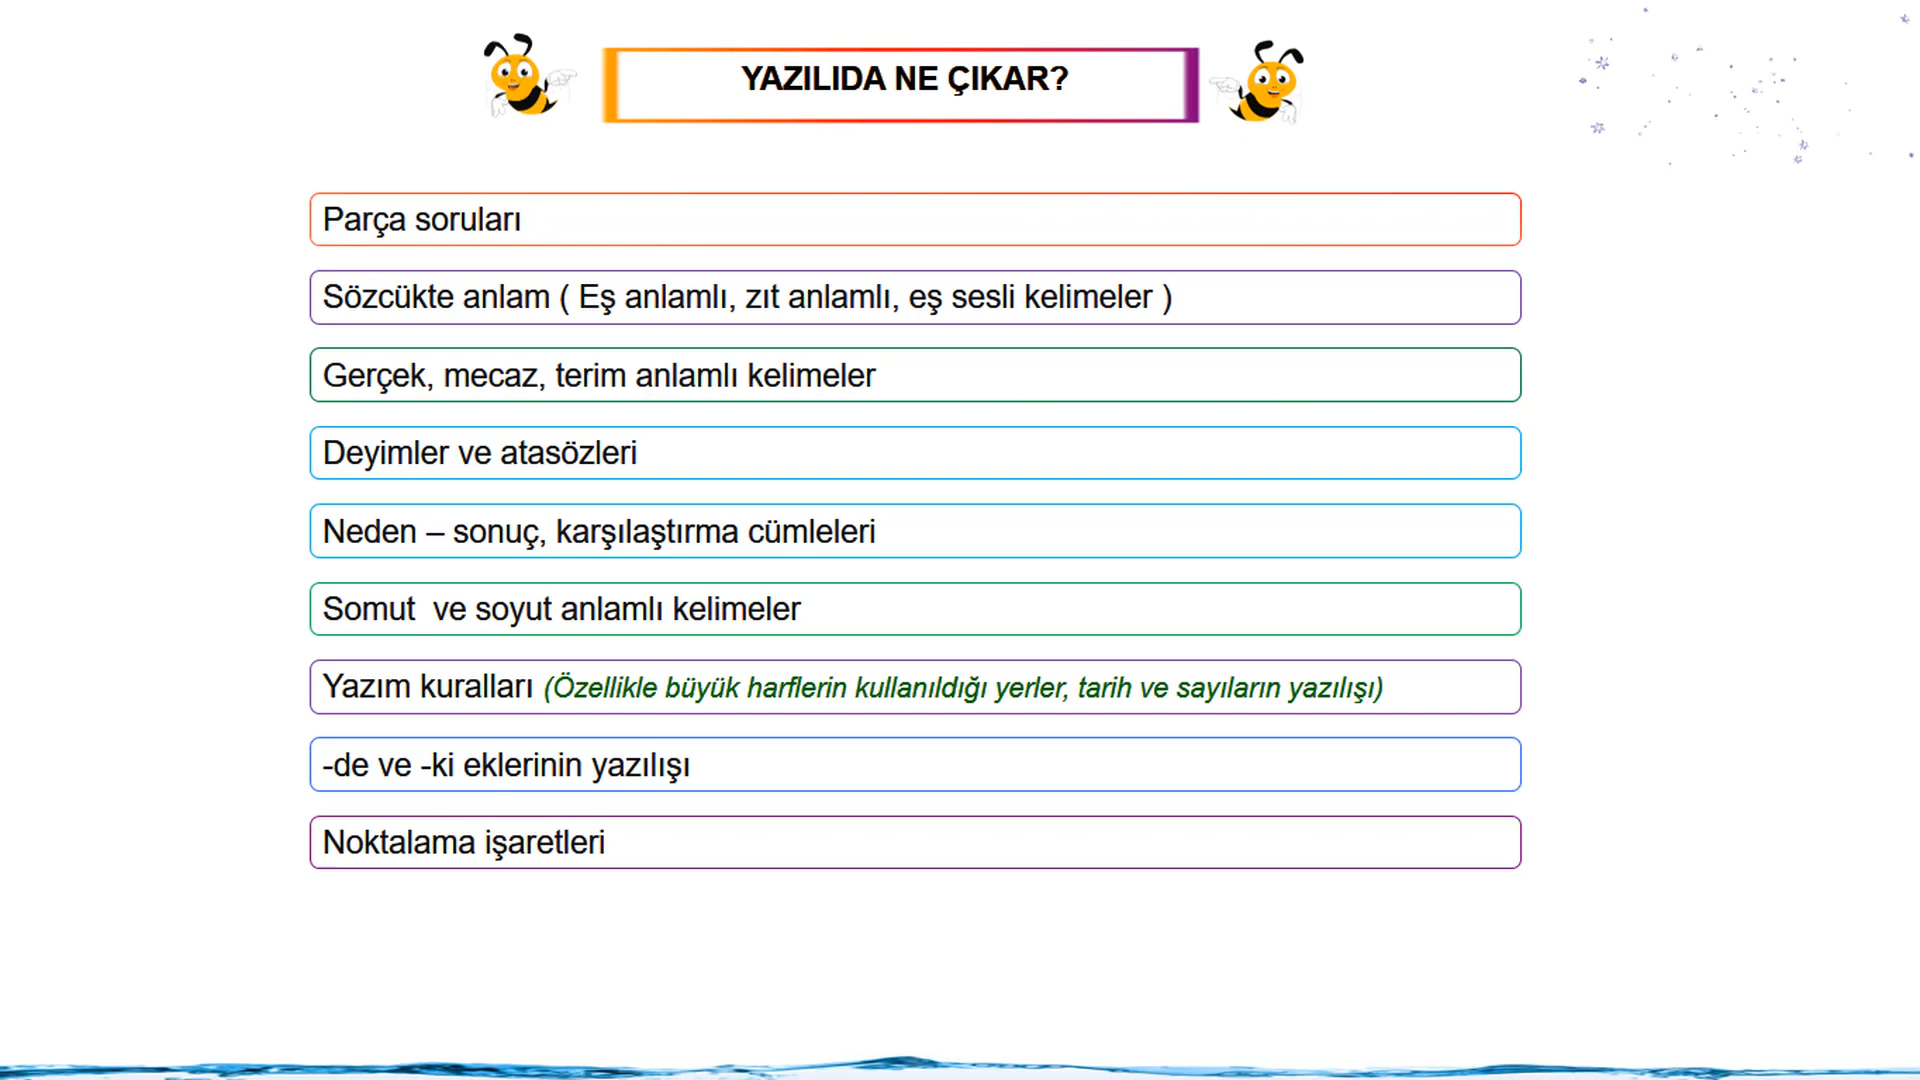 YAZILIDA NE ÇIKAR?
Parça soruları
Sözcükte anlam ( Eş anlamlı, zıt anlamlı, eş sesli kelimeler )
Gerçek, mecaz, terim anlamlı kelimeler
Deyimler ve atasözleri
Neden – sonuç, karşılaştırma cümleleri
Somut  ve soyut anlamlı kelimeler
Yazım kuralları (Özellikle büyük harflerin kullanıldığı yerler, tarih ve sayıların yazılışı)
-de ve -ki eklerinin yazılışı
Noktalama işaretleri